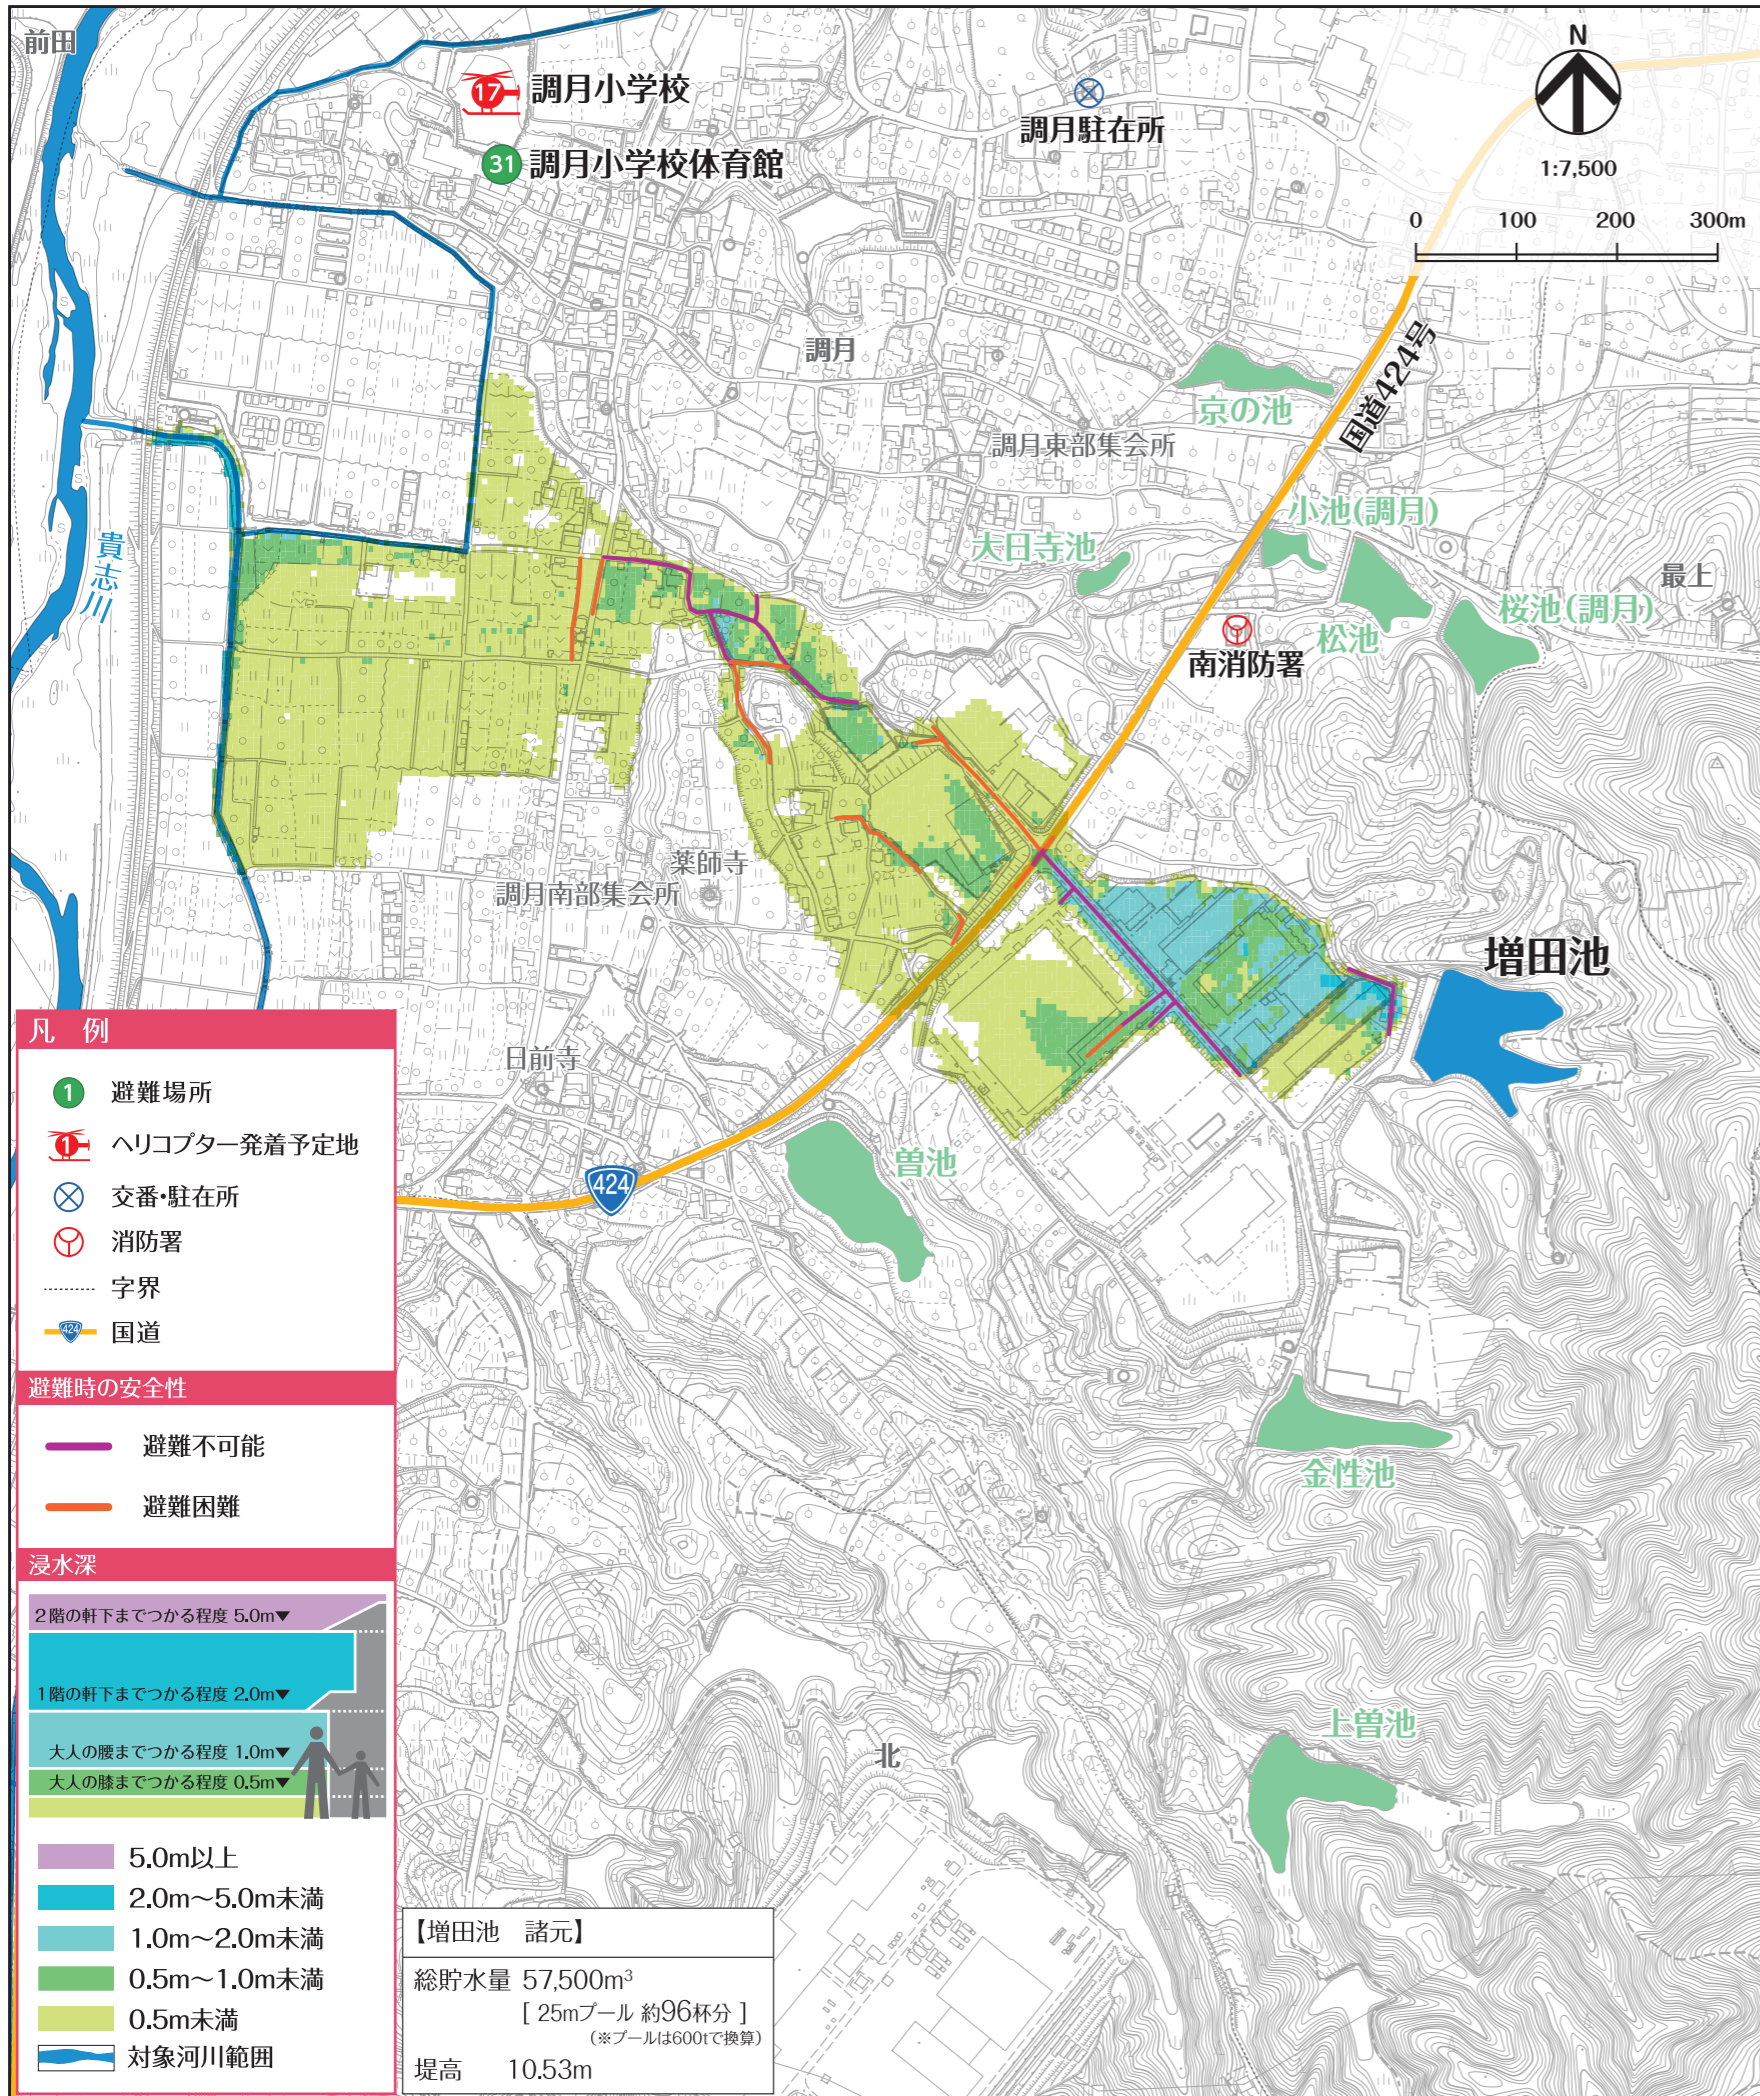 前田
17 調月小学校
31 調月小学校体育館
調月駐在所
N
1:7,500
0 100 200 300m
調月
国道424号
京の池
調月東部集会所
小池(調月)
大日寺池
最上
桜池(調月)
松池
南消防署
貴志川
薬師寺
調月南部集会所
増田池
日前寺
曽池
424
金性池
上曽池
北
凡 例
1 避難場所
1 ヘリコプター発着予定地
交番・駐在所
消防署
字界
424 国道
避難時の安全性
避難不可能
避難困難
浸水深
2階の軒下までつかる程度 5.0m▼
1階の軒下までつかる程度 2.0m▼
大人の腰までつかる程度 1.0m▼
大人の膝までつかる程度 0.5m▼
5.0m以上
2.0m〜5.0m未満
1.0m〜2.0m未満
0.5m〜1.0m未満
0.5m未満
対象河川範囲
【増田池 諸元】
総貯水量 57,500m³
[ 25mプール 約96杯分 ]
(※プールは600tで換算)
堤高 10.53m